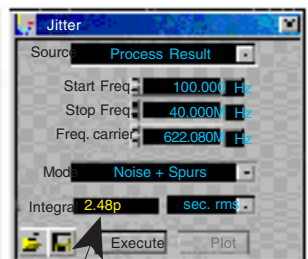 Jitter
Source Process Result
Start Freq. 100.000 Hz
Stop Freq. 40.000M Hz
Freq. carrier 622.080M Hz
Mode Noise + Spurs
Integral 2.48p sec. rms
Execute Plot